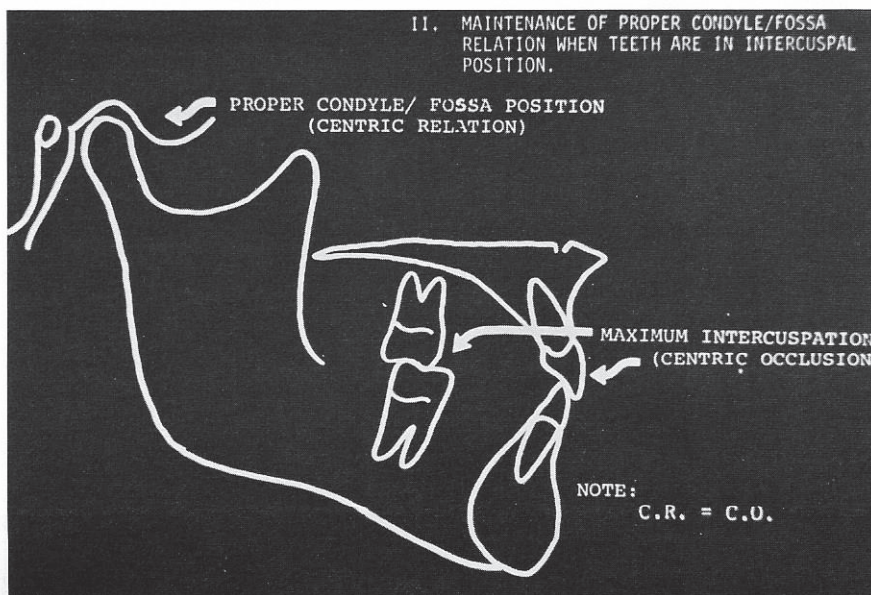 II. MAINTENANCE OF PROPER CONDYLE/FOSSA
RELATION WHEN TEETH ARE IN INTERCUSPAL
POSITION.
PROPER CONDYLE/ FOSSA POSITION
(CENTRIC RELATION)
MAXIMUM INTERCUSPATION
(CENTRIC OCCLUSION
NOTE:
C.R. = C.O.